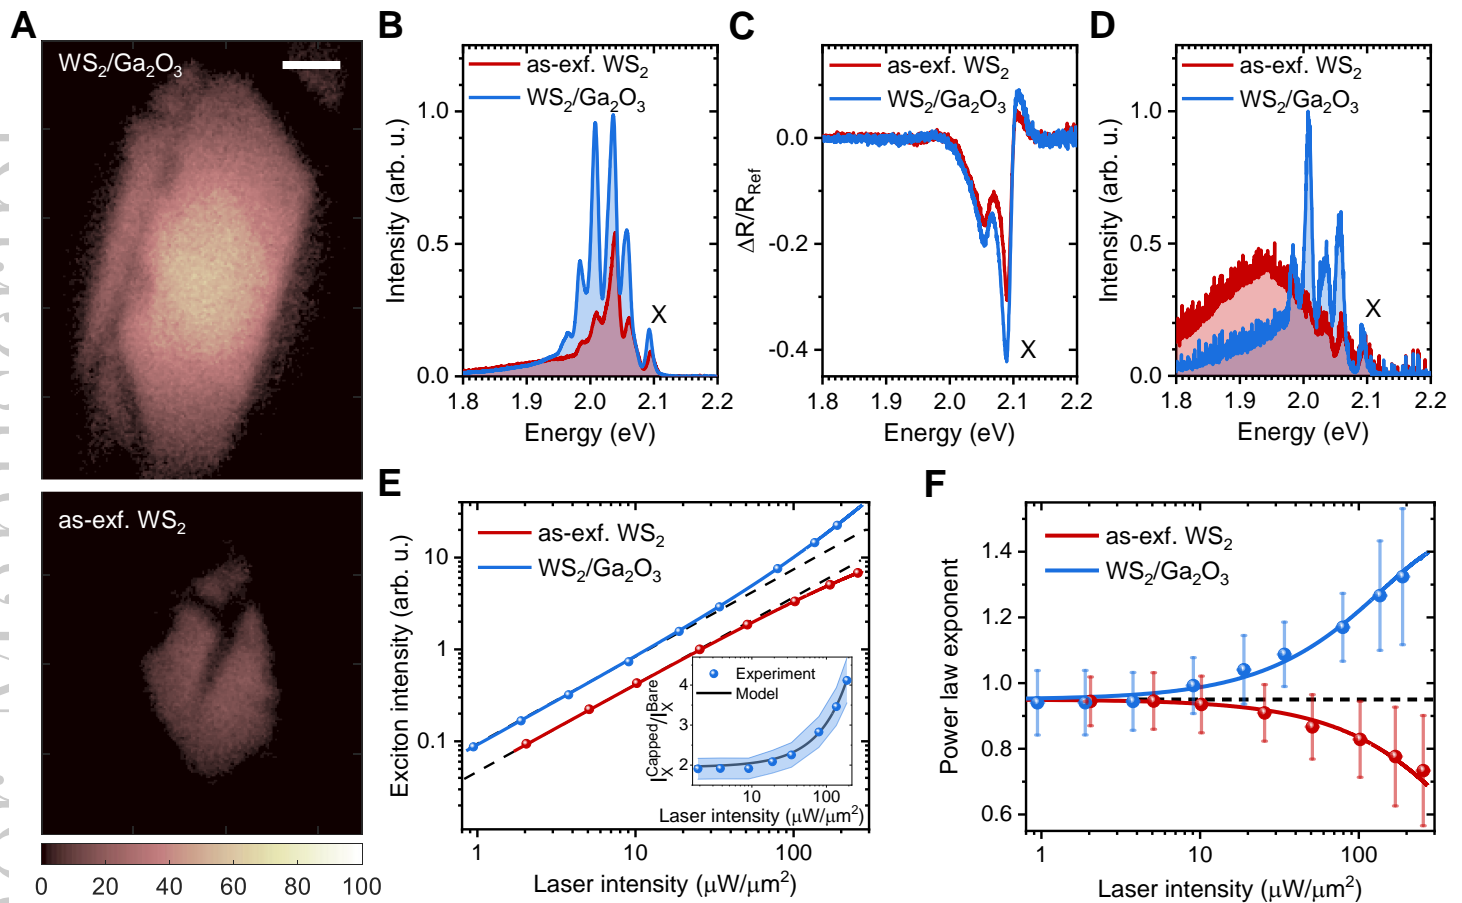 A
WS₂/Ga₂O₃
as-exf. WS₂
0 20 40 60 80 100
B
as-exf. WS₂
WS₂/Ga₂O₃
X
Intensity (arb. u.)
1.0
0.5
0.0
1.8 1.9 2.0 2.1 2.2
Energy (eV)
C
as-exf. WS₂
WS₂/Ga₂O₃
X
ΔR/R_Ref
0.0
-0.2
-0.4
1.8 1.9 2.0 2.1 2.2
Energy (eV)
D
as-exf. WS₂
WS₂/Ga₂O₃
X
Intensity (arb. u.)
1.0
0.5
0.0
1.8 1.9 2.0 2.1 2.2
Energy (eV)
E
as-exf. WS₂
WS₂/Ga₂O₃
Exciton intensity (arb. u.)
10
1
0.1
1 10 100
Laser intensity (μW/μm²)
Experiment
Model
I_X^Capped/I_X^Bare
4
3
2
10 100
Laser intensity (μW/μm²)
F
as-exf. WS₂
WS₂/Ga₂O₃
Power law exponent
1.4
1.2
1.0
0.8
0.6
1 10 100
Laser intensity (μW/μm²)